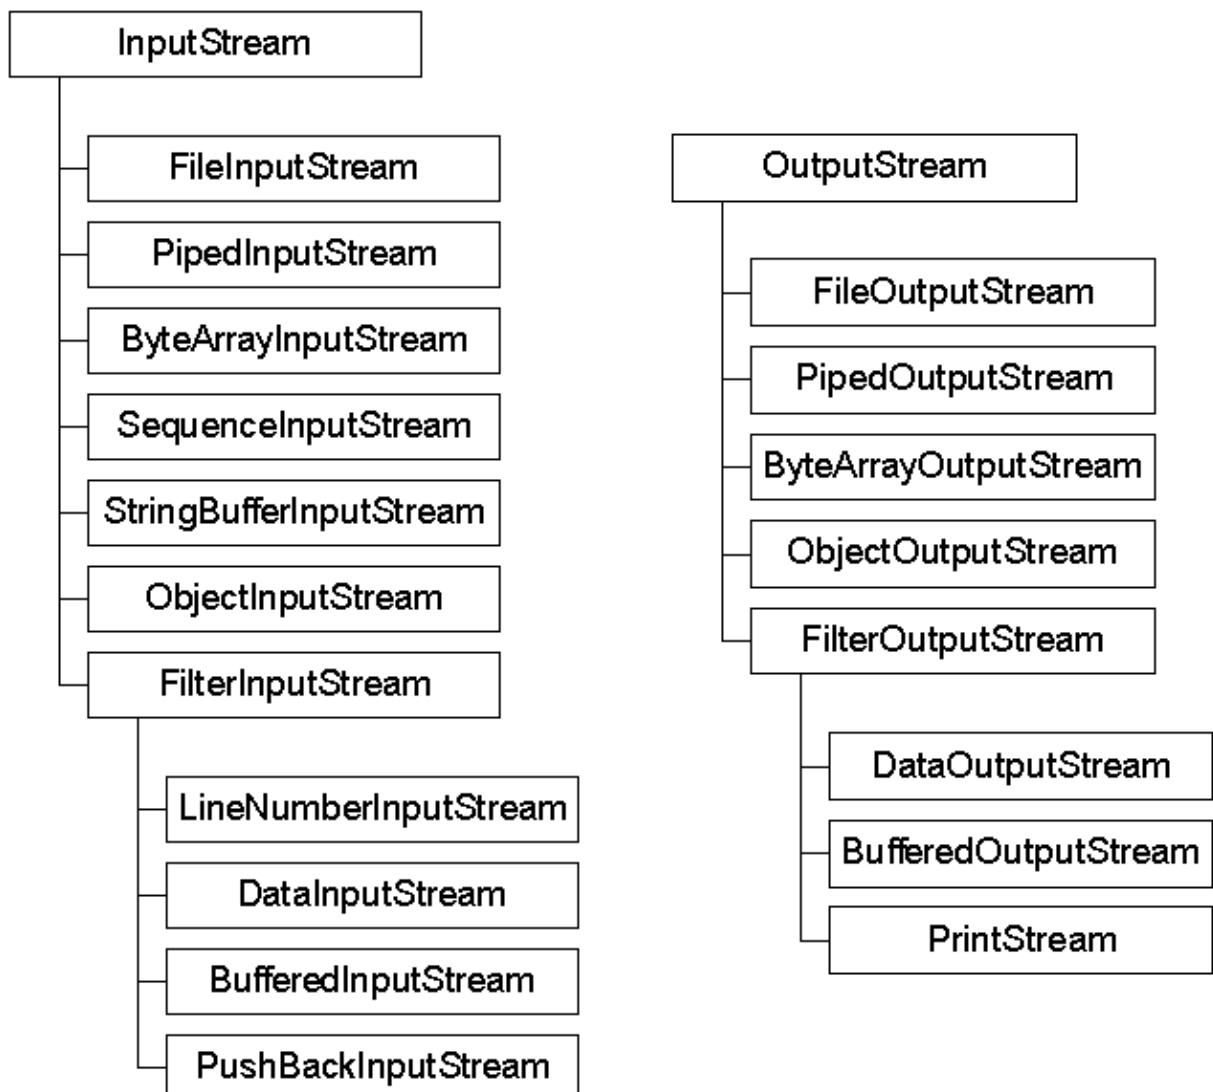 InputStream
FileInputStream
PipedInputStream
ByteArrayInputStream
SequenceInputStream
StringBufferInputStream
ObjectInputStream
FilterInputStream
LineNumberInputStream
DataInputStream
BufferedInputStream
PushBackInputStream
OutputStream
FileOutputStream
PipedOutputStream
ByteArrayOutputStream
ObjectOutputStream
FilterOutputStream
DataOutputStream
BufferedOutputStream
PrintStream